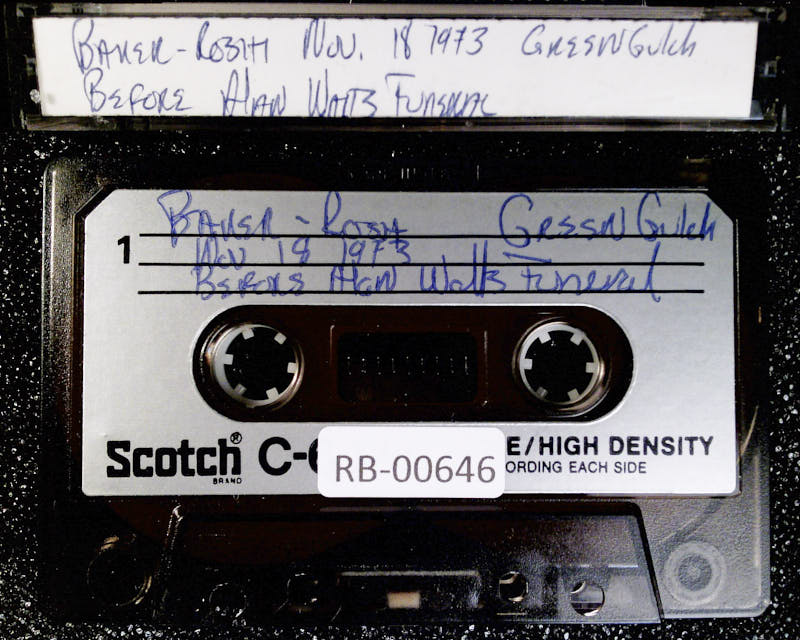 BAKER-ROSHI NOV. 18 1973 GREEN GULCH
BEFORE ALAN WATTS FUNERAL
BAKER - ROSHI GREEN GULCH
1
NOV 18 1973
BEFORE ALAN WATTS FUNERAL
Scotch® C-6
BRAND
E/HIGH DENSITY
ORDING EACH SIDE
RB-00646